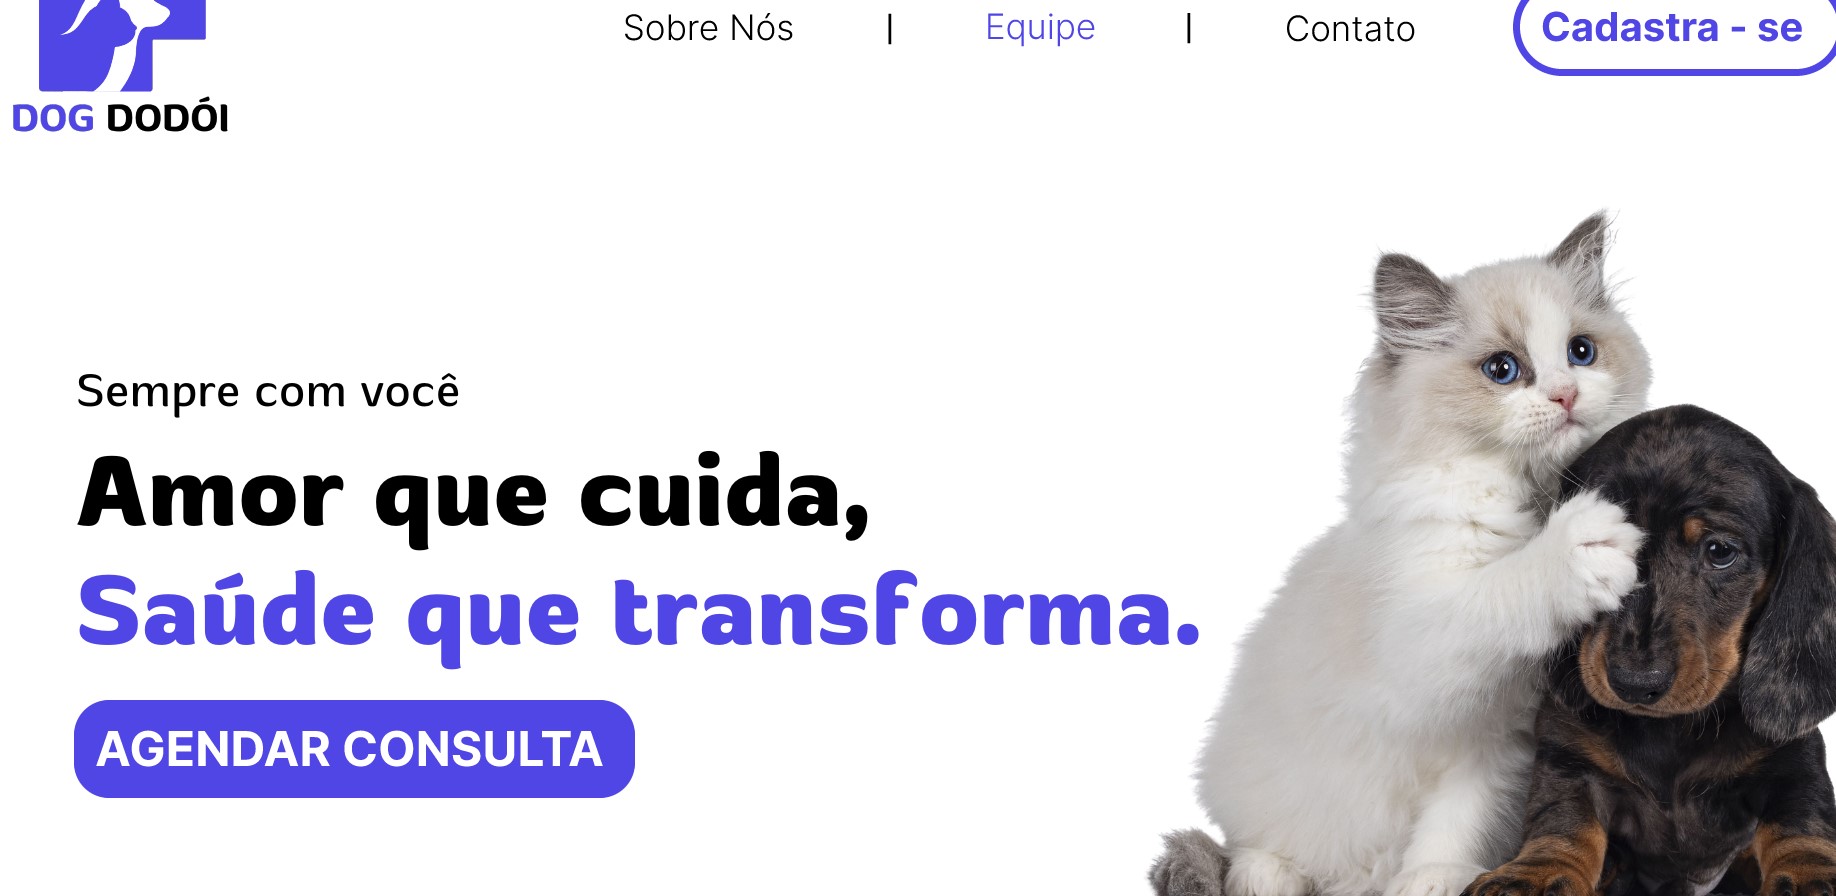 Sobre Nós | Equipe | Contato Cadastra - se
DOG DODÓI
Sempre com você
Amor que cuida,
Saúde que transforma.
AGENDAR CONSULTA